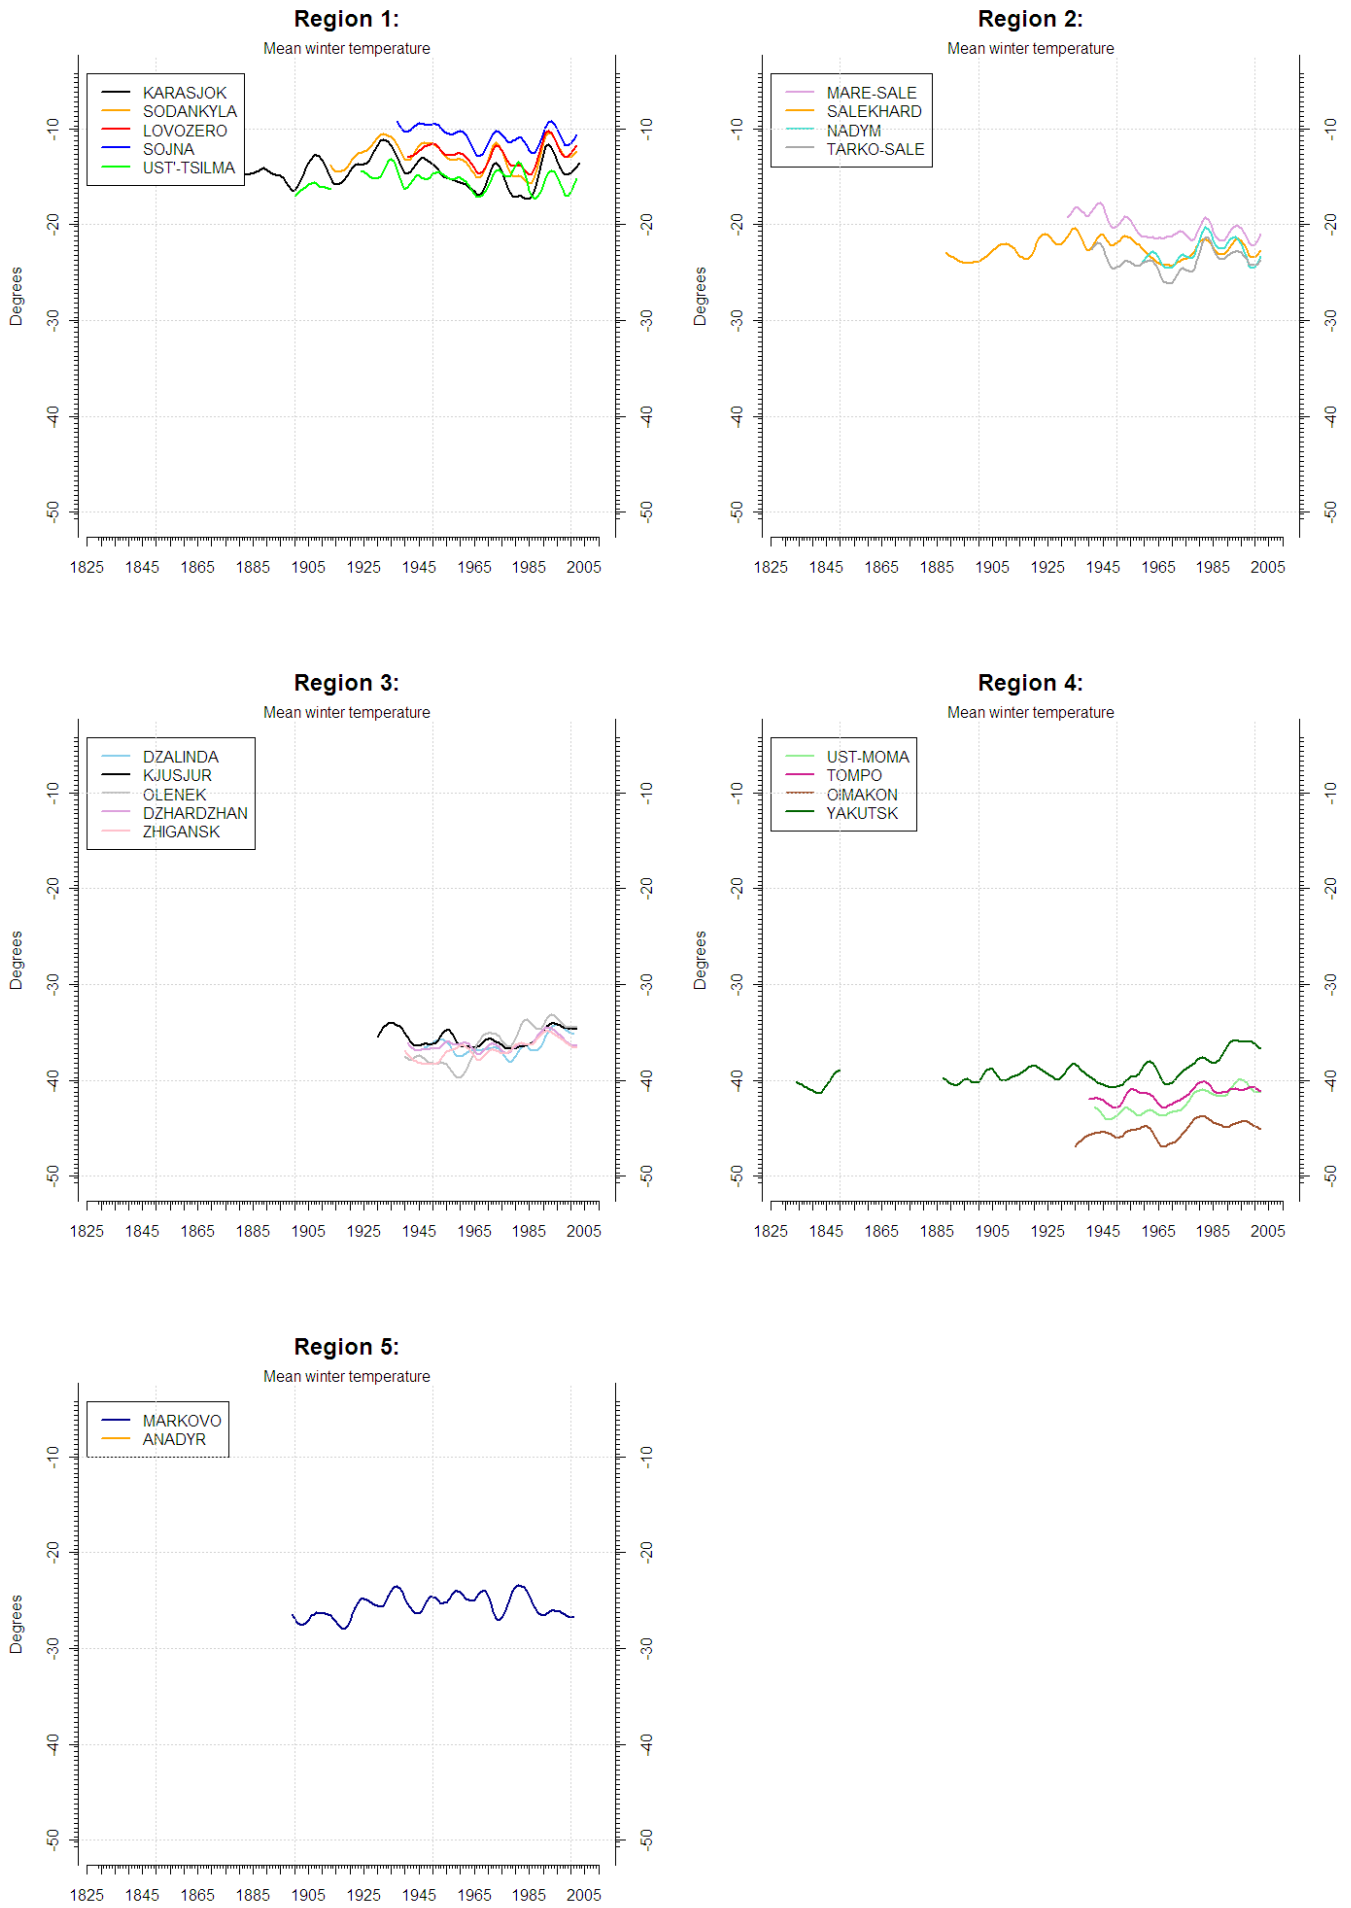 Region 1:
Mean winter temperature
KARASJOK
SODANKYLA
LOVOZERO
SOJNA
UST'-TSILMA
Degrees
-10
-20
-30
-40
-50
-10
-20
-30
-40
-50
1825 1845 1865 1885 1905 1925 1945 1965 1985 2005
Region 2:
Mean winter temperature
MARE-SALE
SALEKHARD
NADYM
TARKO-SALE
Degrees
-10
-20
-30
-40
-50
-10
-20
-30
-40
-50
1825 1845 1865 1885 1905 1925 1945 1965 1985 2005
Region 3:
Mean winter temperature
DZALINDA
KJUSJUR
OLENEK
DZHARDZHAN
ZHIGANSK
Degrees
-10
-20
-30
-40
-50
-10
-20
-30
-40
-50
1825 1845 1865 1885 1905 1925 1945 1965 1985 2005
Region 4:
Mean winter temperature
UST-MOMA
TOMPO
OIMAKON
YAKUTSK
Degrees
-10
-20
-30
-40
-50
-10
-20
-30
-40
-50
1825 1845 1865 1885 1905 1925 1945 1965 1985 2005
Region 5:
Mean winter temperature
MARKOVO
ANADYR
Degrees
-10
-20
-30
-40
-50
-10
-20
-30
-40
-50
1825 1845 1865 1885 1905 1925 1945 1965 1985 2005